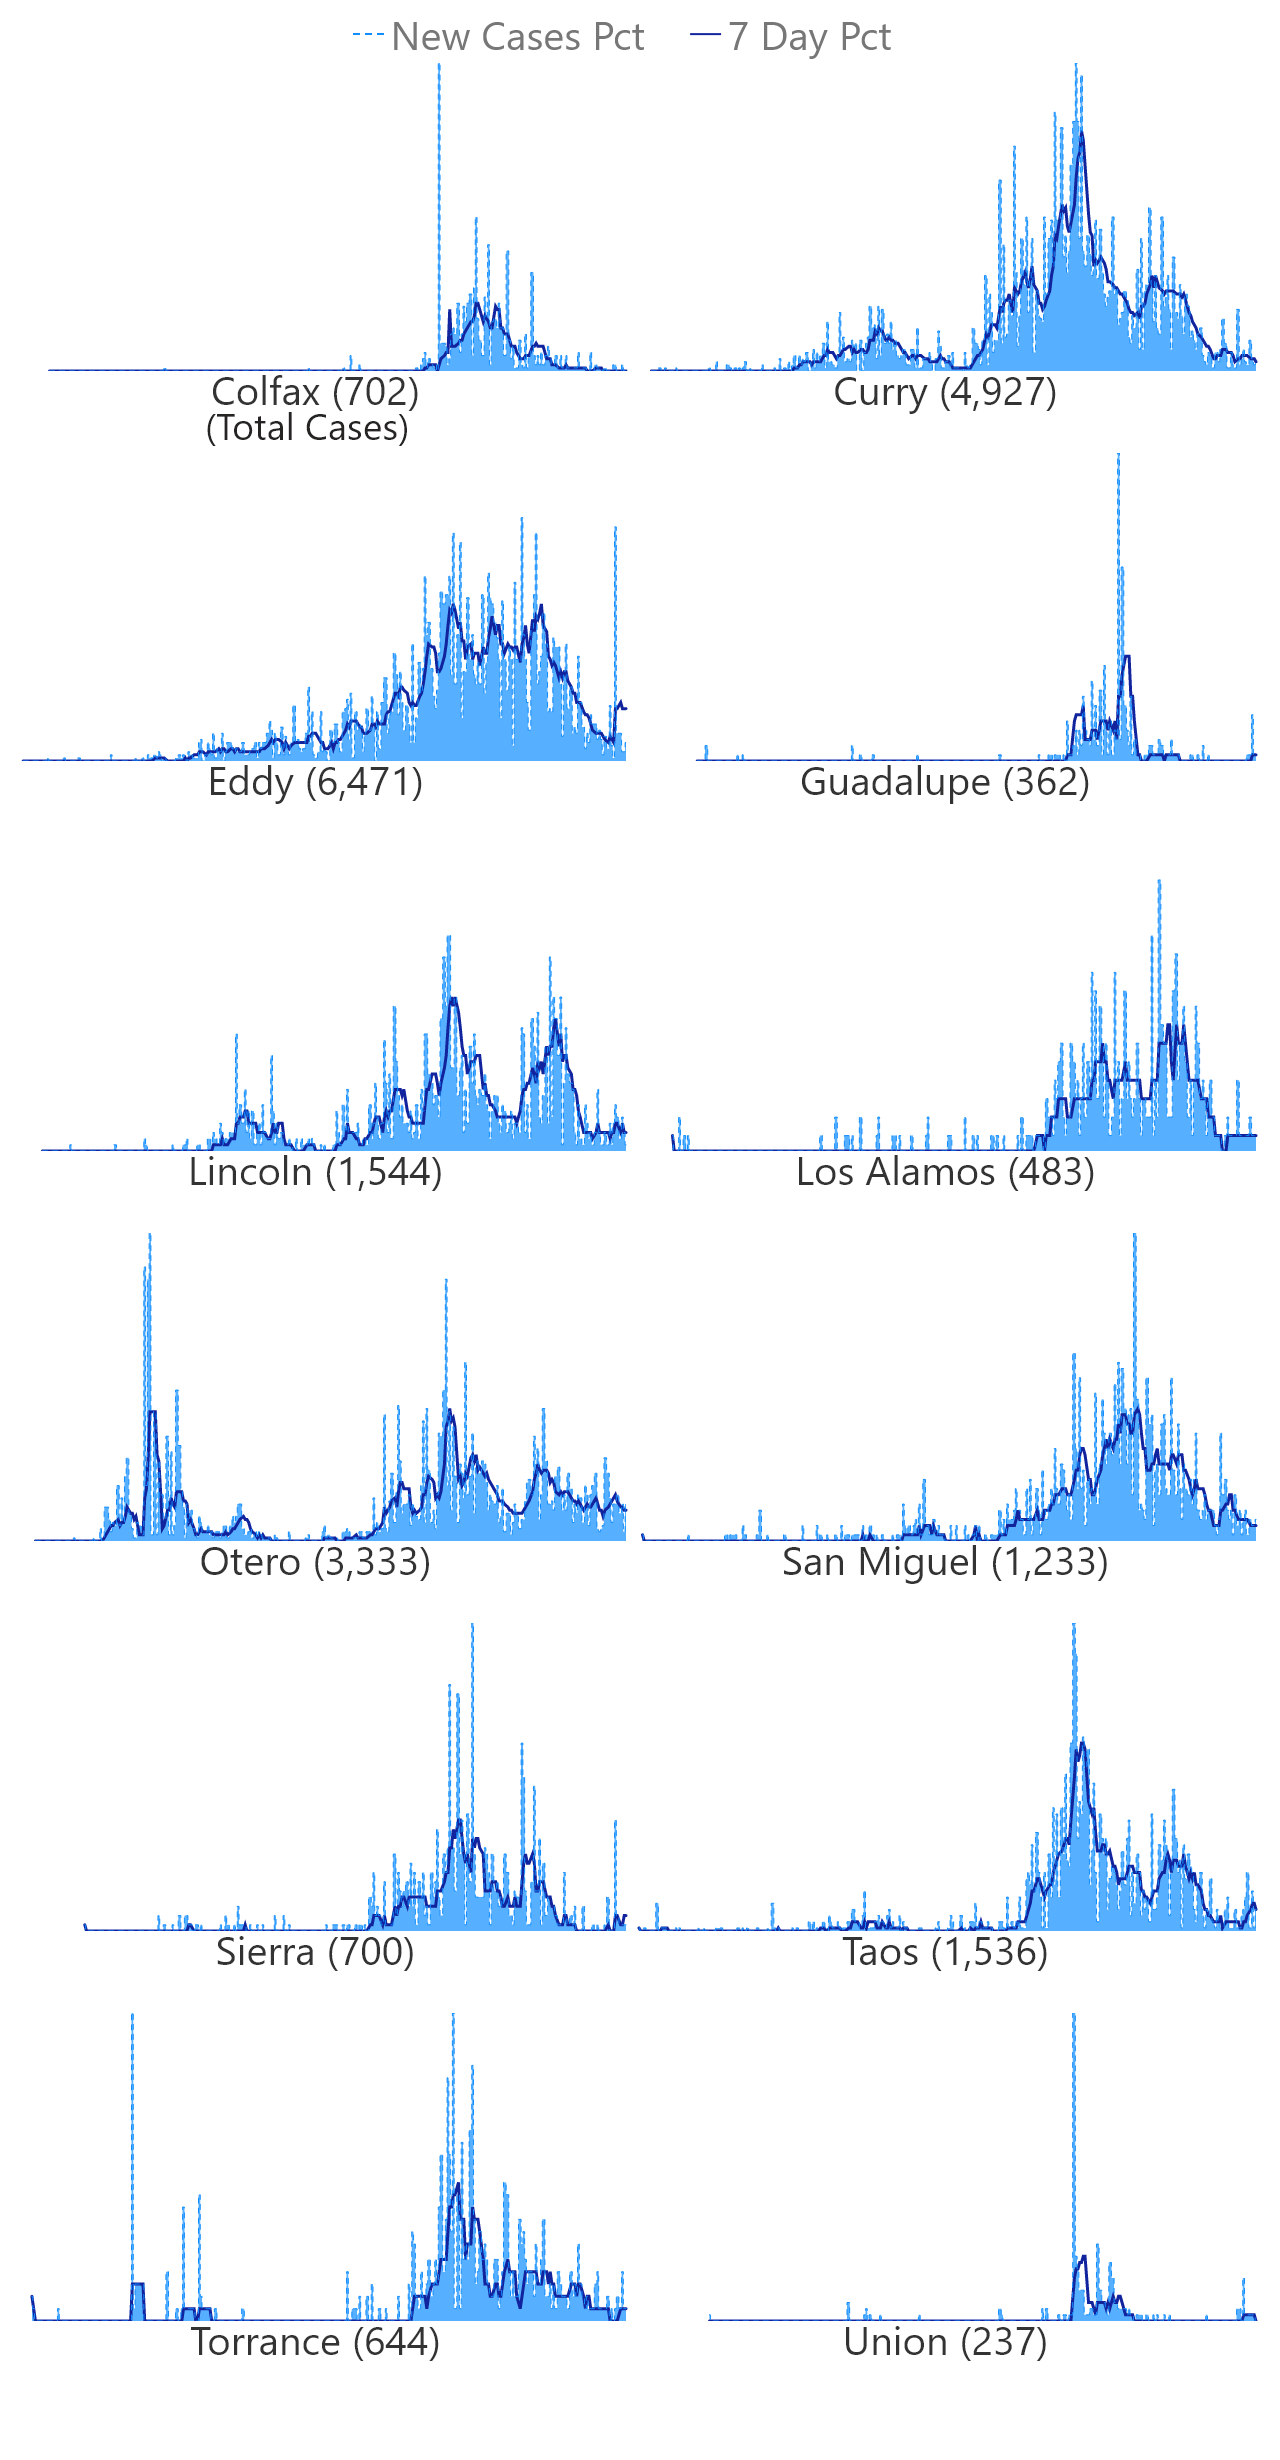 New Cases Pct 7 Day Pct
Colfax (702) Curry (4,927)
(Total Cases)
Eddy (6,471) Guadalupe (362)
Lincoln (1,544) Los Alamos (483)
Otero (3,333) San Miguel (1,233)
Sierra (700) Taos (1,536)
Torrance (644) Union (237)